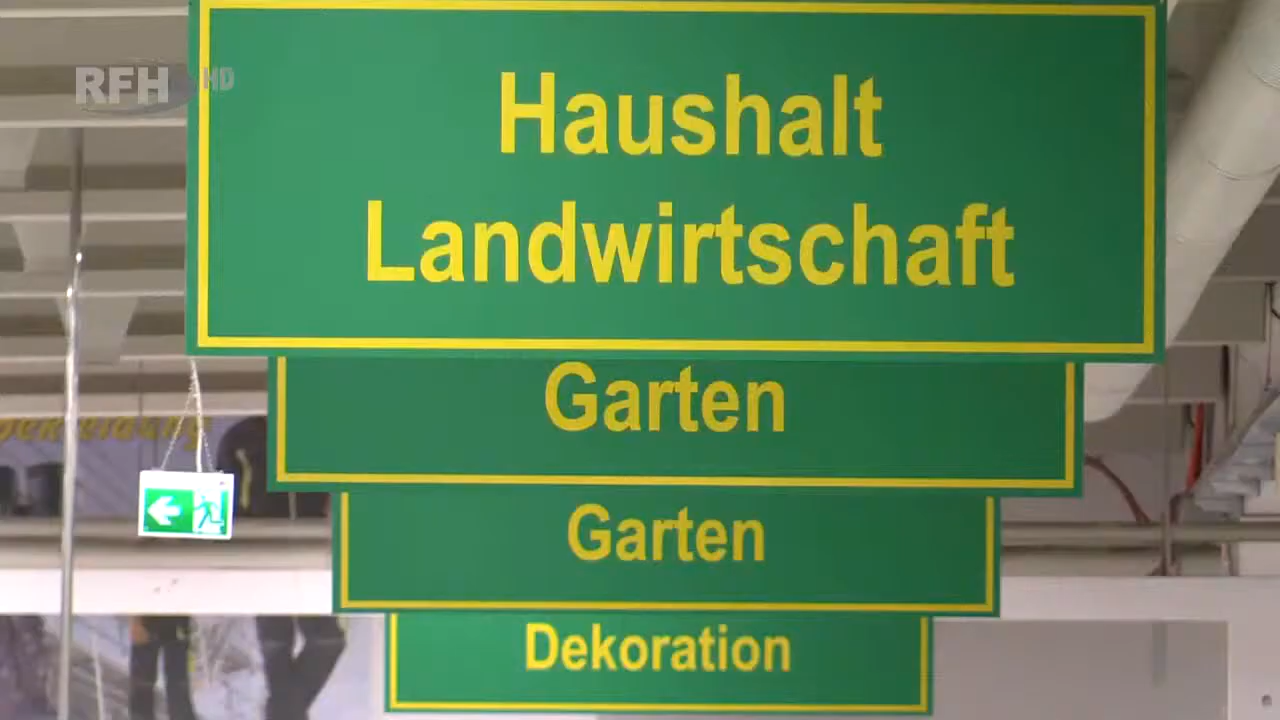 RFH HD
Haushalt
Landwirtschaft
Garten
Garten
Dekoration